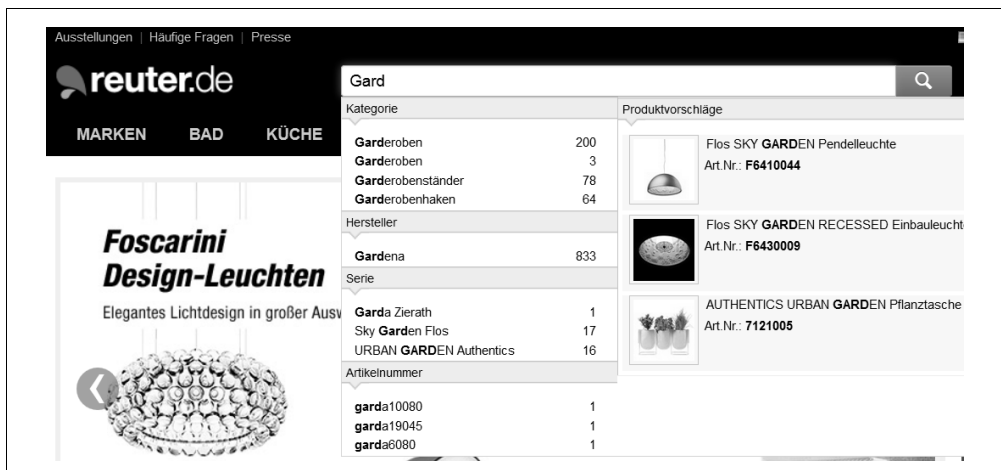 Ausstellungen | Häufige Fragen | Presse
reuter.de
Gard
MARKEN BAD KÜCHE
Kategorie
Garderoben 200
Garderoben 3
Garderobenständer 78
Garderobenhaken 64
Hersteller
Gardena 833
Serie
Garda Zierath 1
Sky Garden Flos 17
URBAN GARDEN Authentics 16
Artikelnummer
garda10080 1
garda19045 1
garda6080 1
Produktvorschläge
Flos SKY GARDEN Pendelleuchte
Art.Nr.: F6410044
Flos SKY GARDEN RECESSED Einbauleucht
Art.Nr.: F6430009
AUTHENTICS URBAN GARDEN Pflanztasche
Art.Nr.: 7121005
Foscarini
Design-Leuchten
Elegantes Lichtdesign in großer Ausw